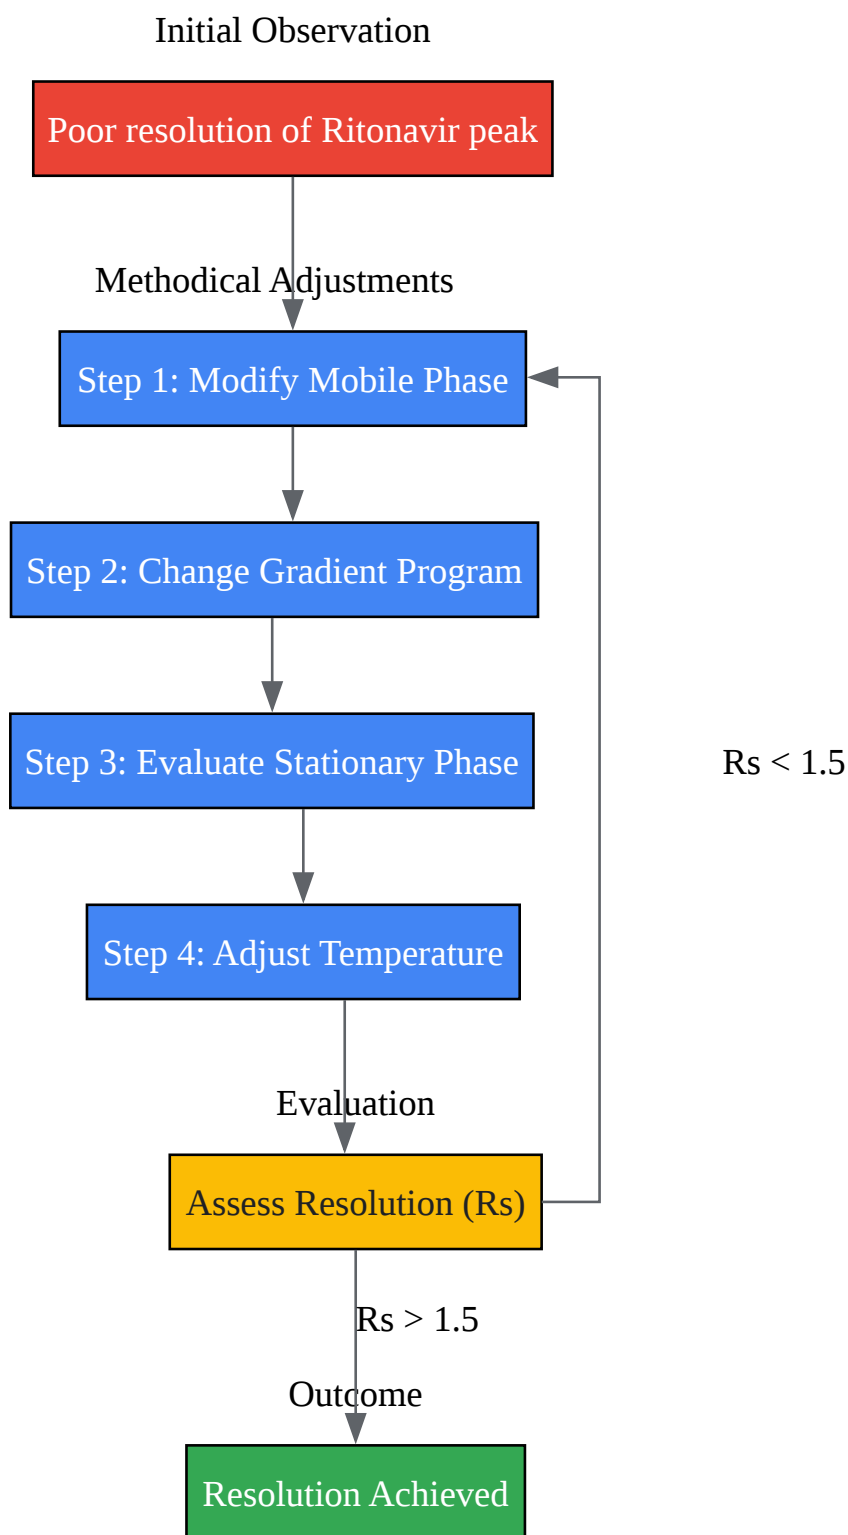 Initial Observation
Poor resolution of Ritonavir peak
Methodical Adjustments
Step 1: Modify Mobile Phase
Step 2: Change Gradient Program
Step 3: Evaluate Stationary Phase
Rs < 1.5
Step 4: Adjust Temperature
Evaluation
Assess Resolution (Rs)
Rs > 1.5
Outcome
Resolution Achieved